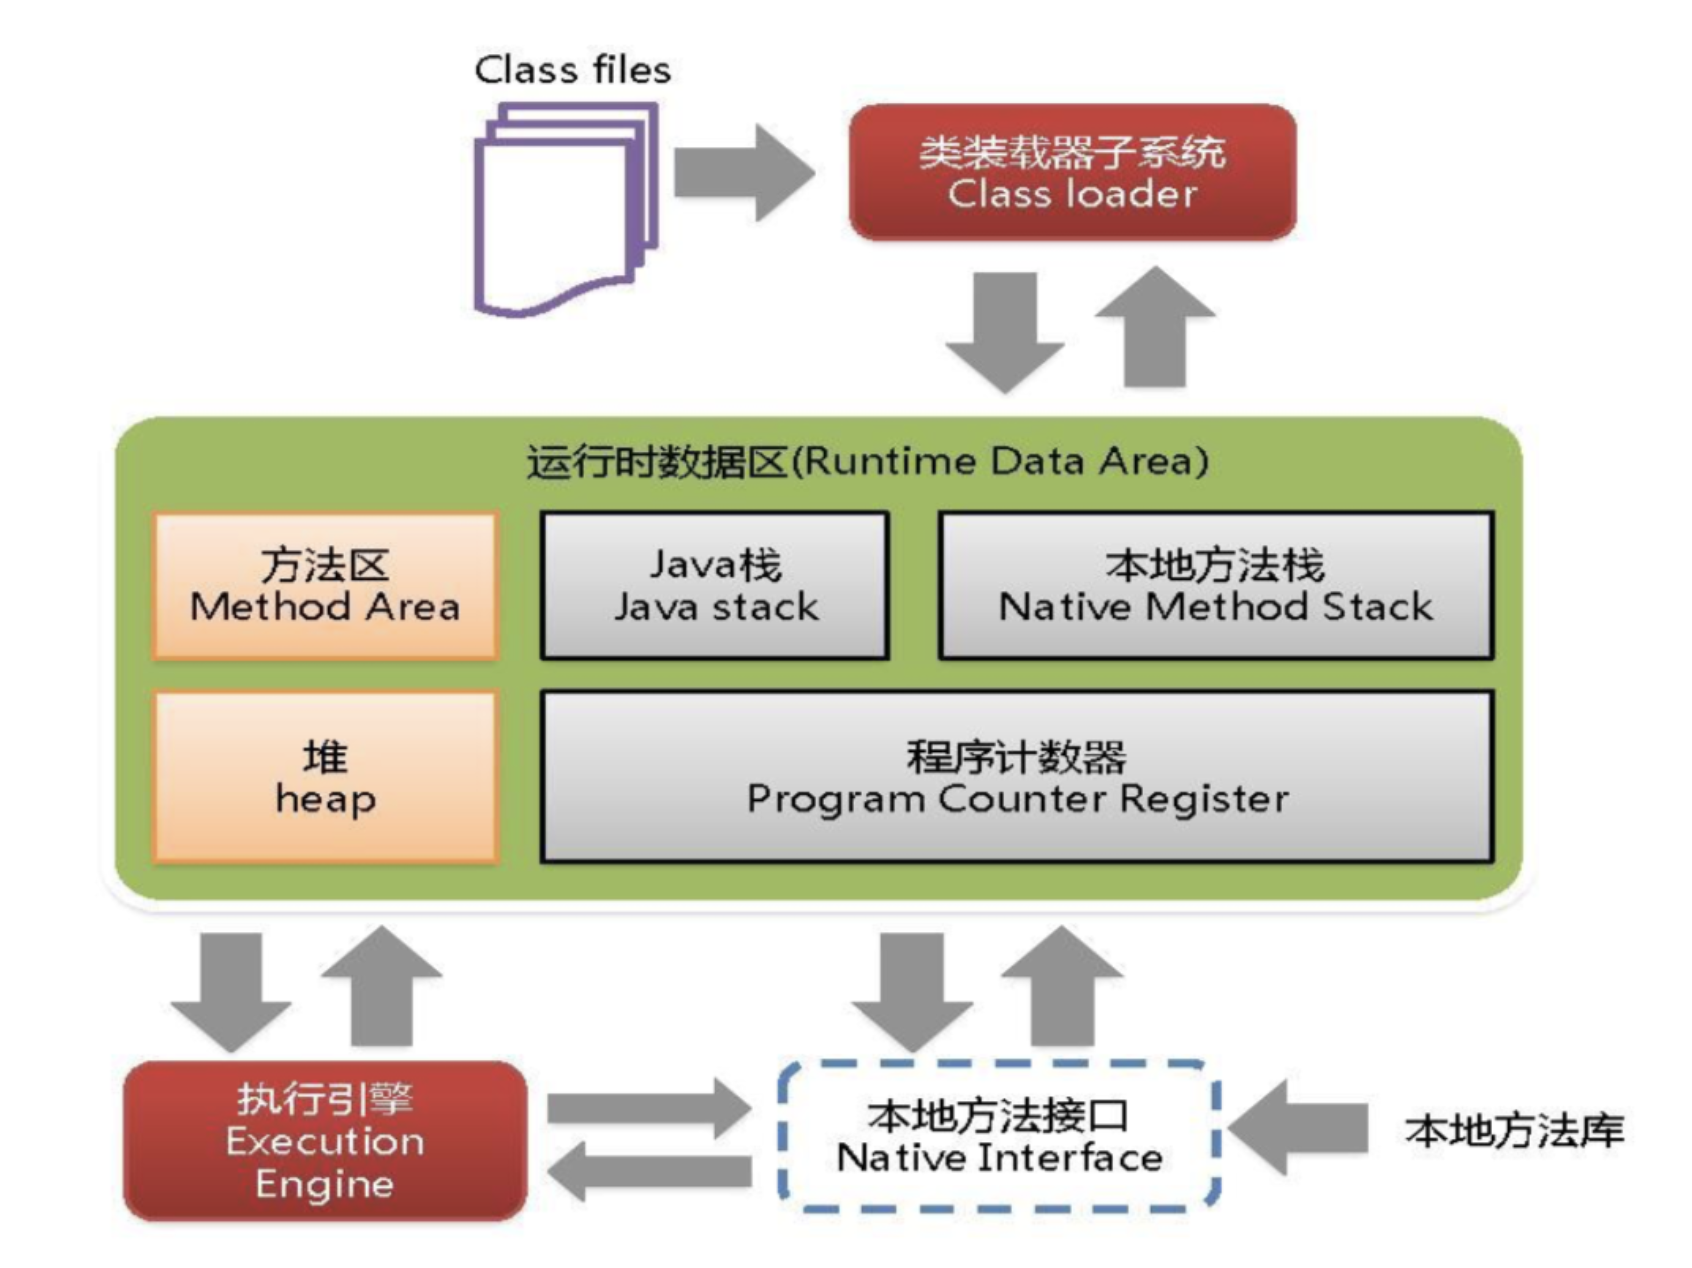 Class files
类装载器子系统
Class loader
运行时数据区(Runtime Data Area)
方法区
Method Area
Java栈
Java stack
本地方法栈
Native Method Stack
堆
heap
程序计数器
Program Counter Register
执行引擎
Execution
Engine
本地方法接口
Native Interface
本地方法库